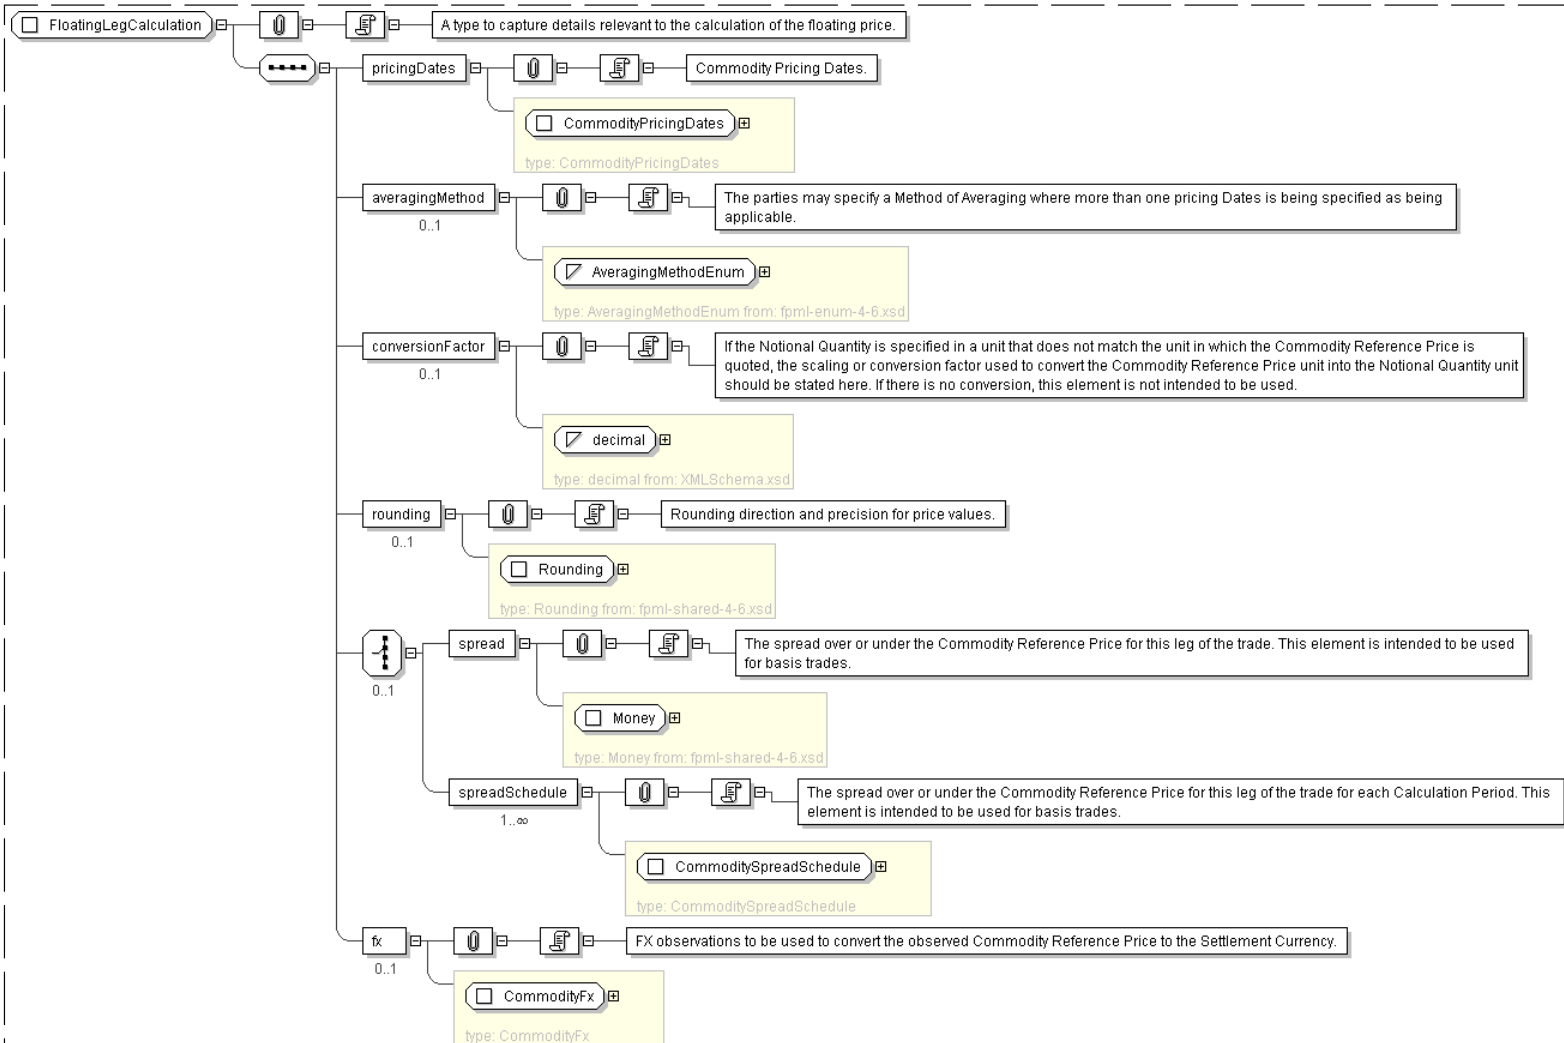 FloatingLegCalculation
A type to capture details relevant to the calculation of the floating price.
pricingDates
Commodity Pricing Dates.
CommodityPricingDates
type: CommodityPricingDates
averagingMethod
0..1
The parties may specify a Method of Averaging where more than one pricing Dates is being specified as being
applicable.
AveragingMethodEnum
type: AveragingMethodEnum from: fpml-enum-4-6.xsd
conversionFactor
0..1
If the Notional Quantity is specified in a unit that does not match the unit in which the Commodity Reference Price is
quoted, the scaling or conversion factor used to convert the Commodity Reference Price unit into the Notional Quantity unit
should be stated here. If there is no conversion, this element is not intended to be used.
decimal
type: decimal from: XMLSchema.xsd
rounding
0..1
Rounding direction and precision for price values.
Rounding
type: Rounding from: fpml-shared-4-6.xsd
0..1
spread
The spread over or under the Commodity Reference Price for this leg of the trade. This element is intended to be used
for basis trades.
Money
type: Money from: fpml-shared-4-6.xsd
spreadSchedule
1..∞
The spread over or under the Commodity Reference Price for this leg of the trade for each Calculation Period. This
element is intended to be used for basis trades.
CommoditySpreadSchedule
type: CommoditySpreadSchedule
fx
0..1
FX observations to be used to convert the observed Commodity Reference Price to the Settlement Currency.
CommodityFx
type: CommodityFx